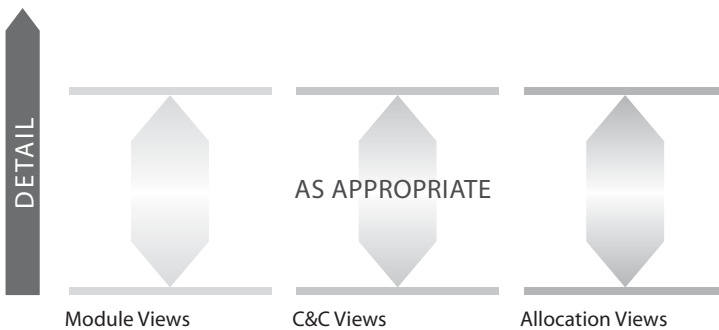 DETAIL
AS APPROPRIATE
Module Views
C&C Views
Allocation Views